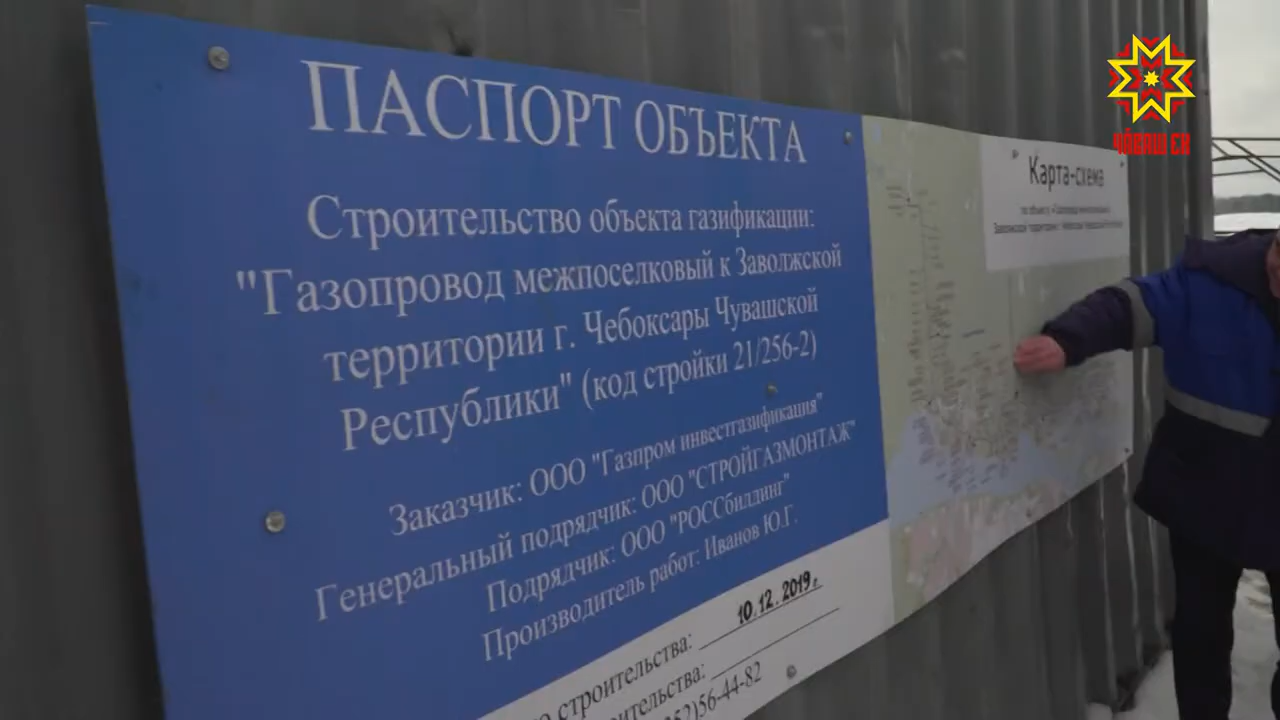 ПАСПОРТ ОБЪЕКТА
Строительство объекта газификации:
"Газопровод межпоселковый к Заволжской
территории г. Чебоксары Чувашской
Республики" (код стройки 21/256-2)
Заказчик: ООО "Газпром инвестгазификация"
Генеральный подрядчик: ООО "СТРОЙГАЗМОНТАЖ"
Подрядчик: ООО "РОССбилдинг"
Производитель работ: Иванов Ю.Г.
строительства: 10.12.2019 г.
56-44-82
Карта-схема
ЧӐВАШ ЕН